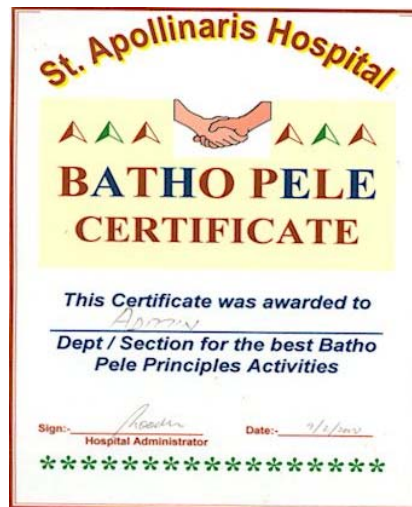 St. Apollinaris Hospital
BATHO PELE
CERTIFICATE
This Certificate was awarded to
ADMIN
Dept / Section for the best Batho
Pele Principles Activities
Sign:- Date:-
Hospital Administrator
*****************